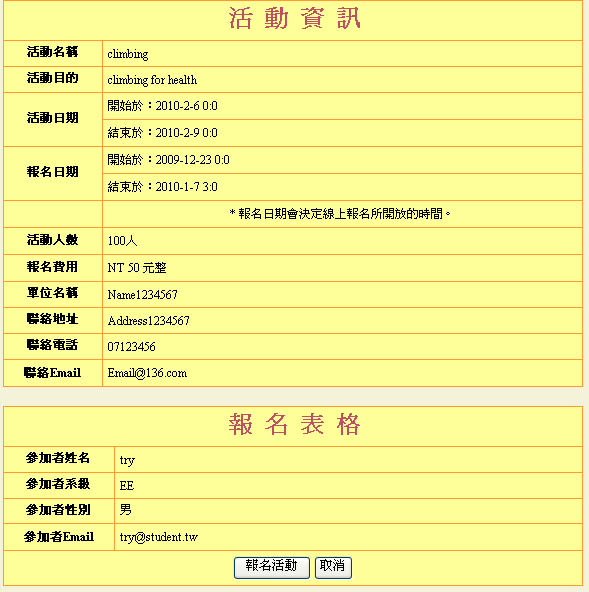 活動資訊
活動名稱 climbing
活動目的 climbing for health
活動日期 開始於：2010-2-6 0:0
結束於：2010-2-9 0:0
報名日期 開始於：2009-12-23 0:0
結束於：2010-1-7 3:0
* 報名日期會決定線上報名所開放的時間。
活動人數 100人
報名費用 NT 50 元整
單位名稱 Name1234567
聯絡地址 Address1234567
聯絡電話 07123456
聯絡Email Email@136.com
報名表格
參加者姓名 try
參加者系級 EE
參加者性別 男
參加者Email try@student.tw
報名活動 取消